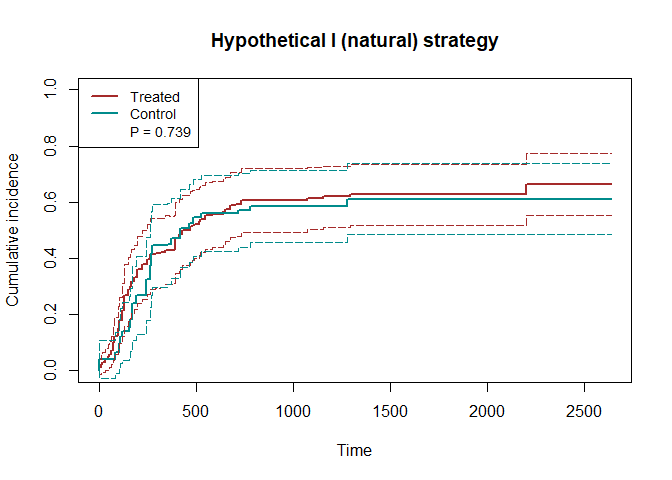 Hypothetical I (natural) strategy
Treated
Control
P = 0.739
Cumulative incidence
1.0
0.8
0.6
0.4
0.2
0.0
0 500 1000 1500 2000 2500
Time